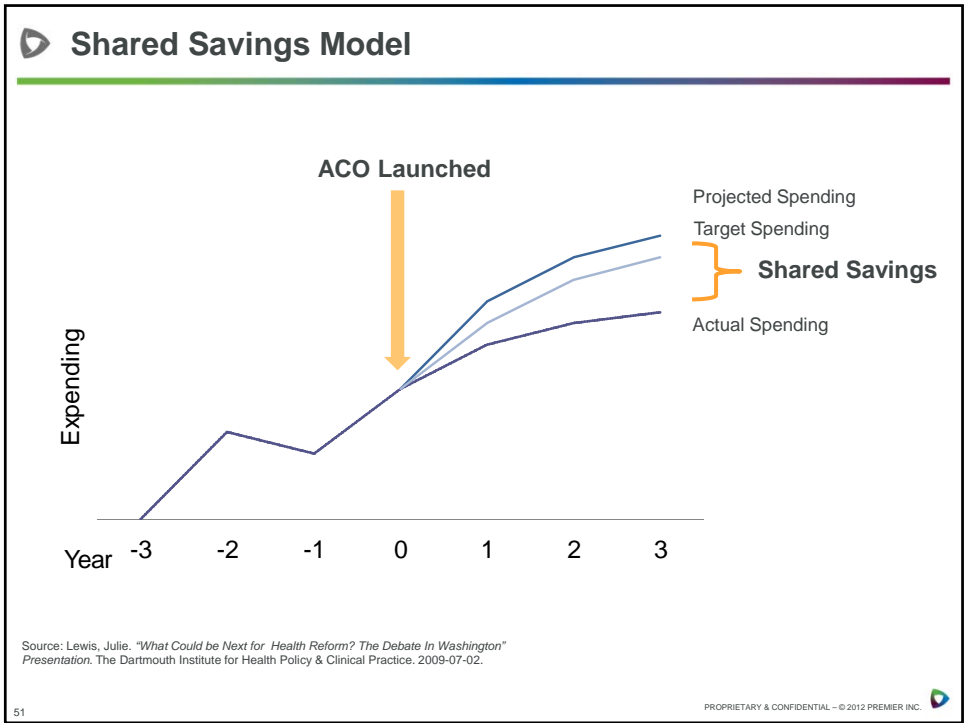 Shared Savings Model
ACO Launched
Projected Spending
Target Spending
Shared Savings
Actual Spending
Expending
Year -3 -2 -1 0 1 2 3
Source: Lewis, Julie. “What Could be Next for Health Reform? The Debate In Washington”
Presentation. The Dartmouth Institute for Health Policy & Clinical Practice. 2009-07-02.
51
PROPRIETARY & CONFIDENTIAL – © 2012 PREMIER INC.